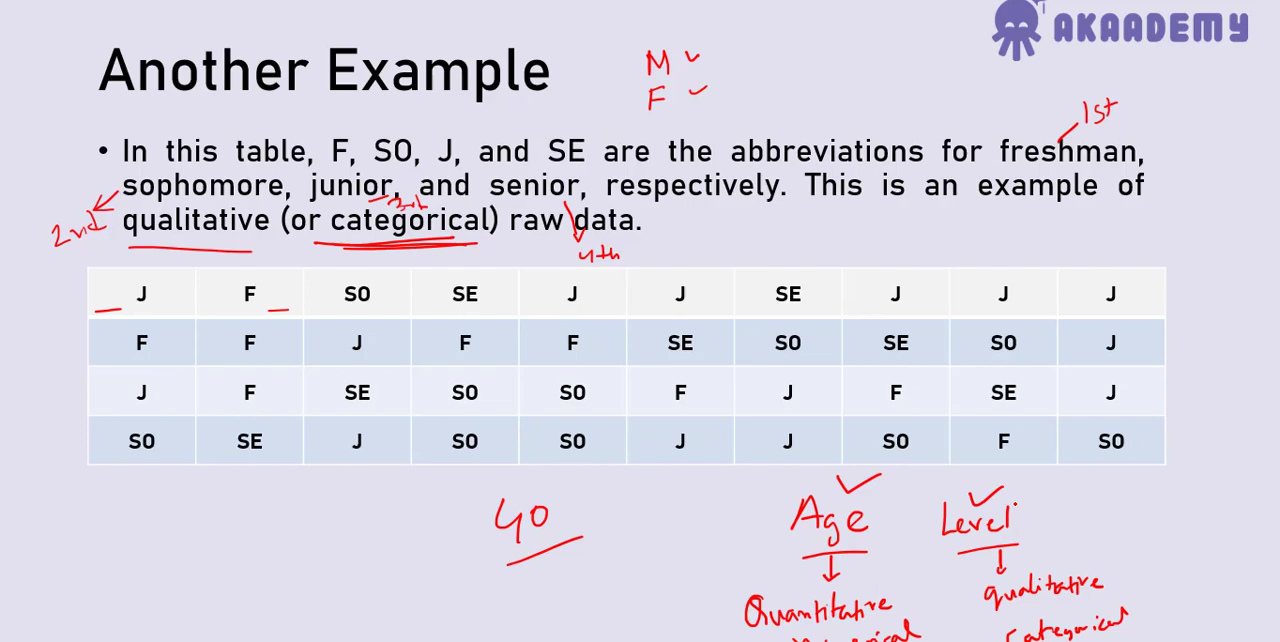 AKAADEMY
Another Example
M
F
1st
• In this table, F, SO, J, and SE are the abbreviations for freshman,
sophomore, junior, and senior, respectively. This is an example of
qualitative (or categorical) raw data.
2nd
3rd
4th
J F SO SE J J SE J J J
F F J F F SE SO SE SO J
J F SE SO SO F J F SE J
SO SE J SO SO J J SO F SO
40
Age Level
Quantitative qualitative
Categorical